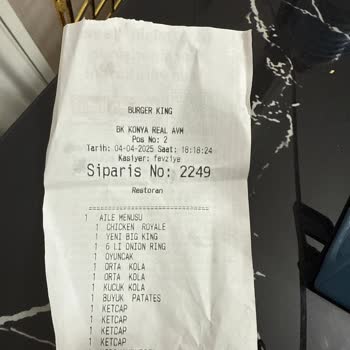 BURGER KING
BK KONYA REAL AVM
Pos No: 2
Tarih: 04-04-2025 Saat: 18:18:24
Kasiyer: fevziye
Siparis No: 2249
Restoran
1 AILE MENUSU
1 CHICKEN ROYALE
1 YENI BIG KING
1 6 LI ONION RING
1 OYUNCAK
1 ORTA KOLA
1 ORTA KOLA
1 KUCUK KOLA
1 BUYUK PATATES
1 KETCAP
1 KETCAP
1 KETCAP
1 KETCAP